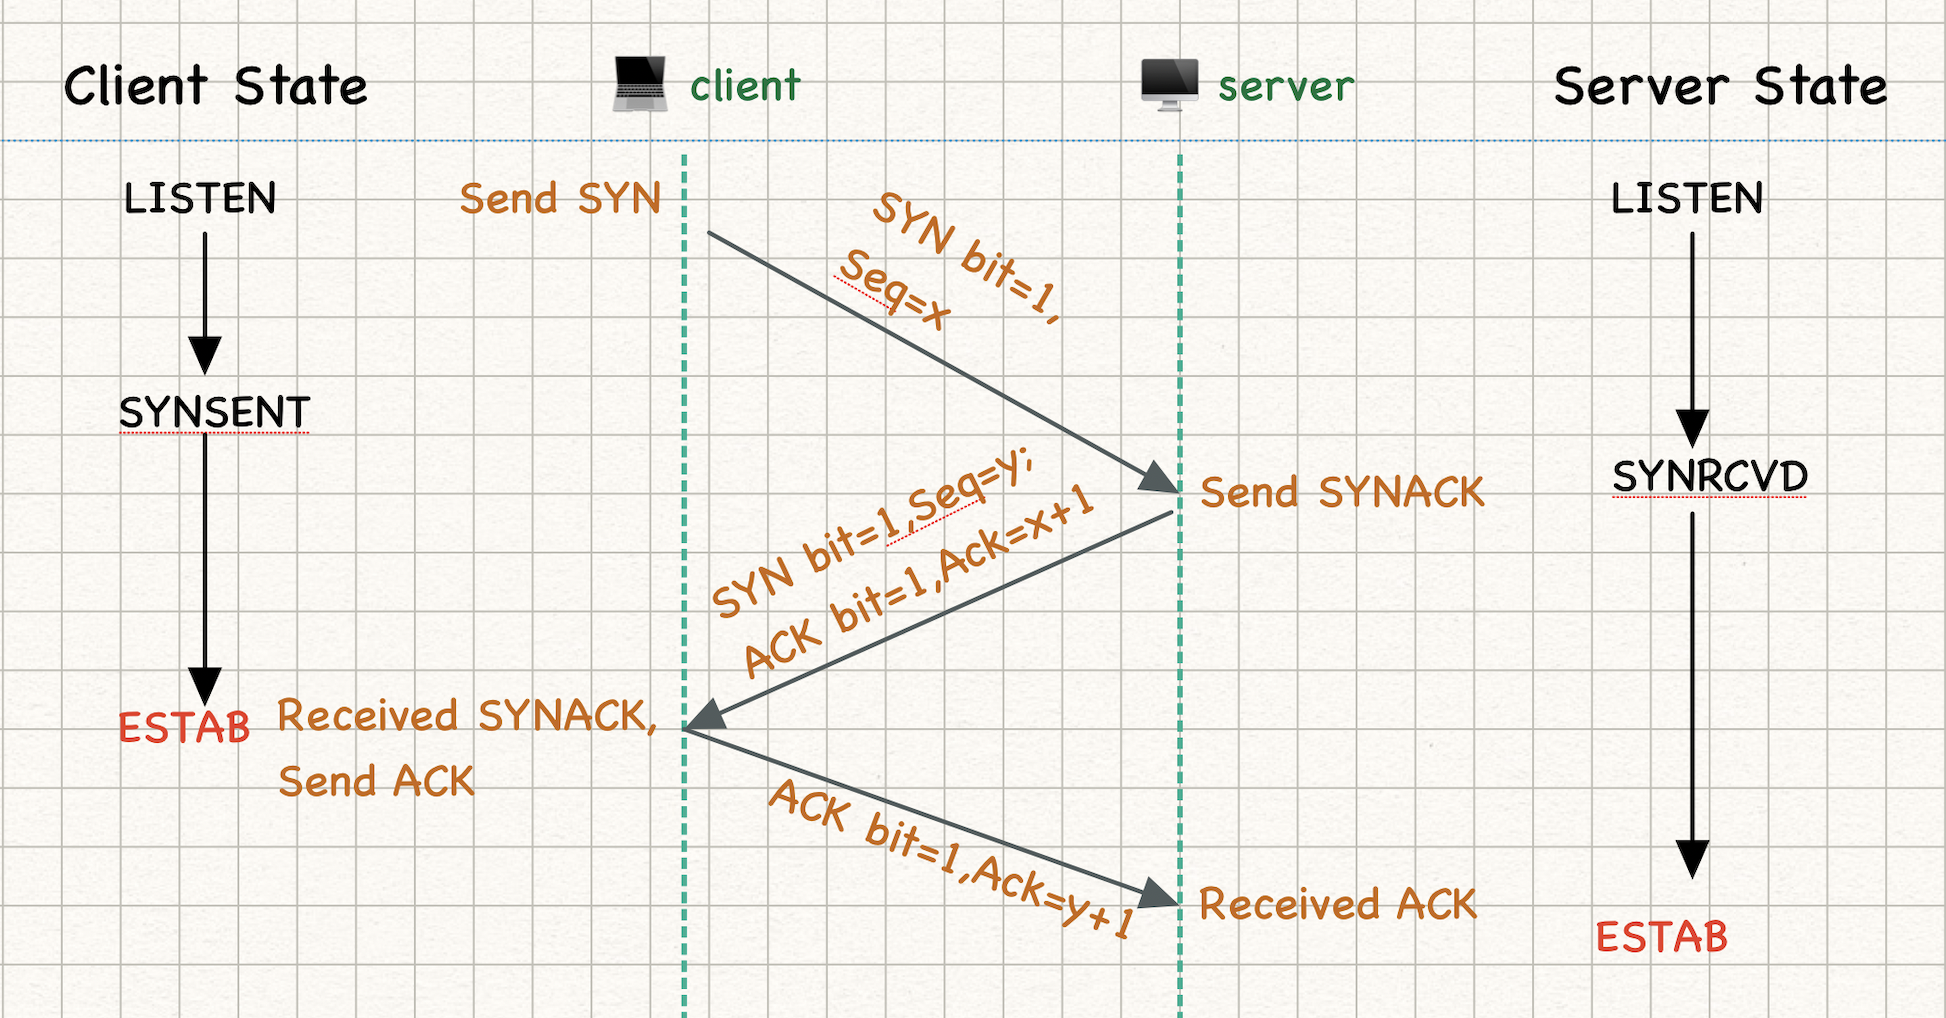 Client State
client
server
Server State
LISTEN
Send SYN
SYN bit=1,
Seq=x
LISTEN
SYNSENT
SYN bit=1,Seq=y;
ACK bit=1,Ack=x+1
Send SYNACK
SYNRCVD
ESTAB
Received SYNACK,
Send ACK
ACK bit=1,Ack=y+1
Received ACK
ESTAB